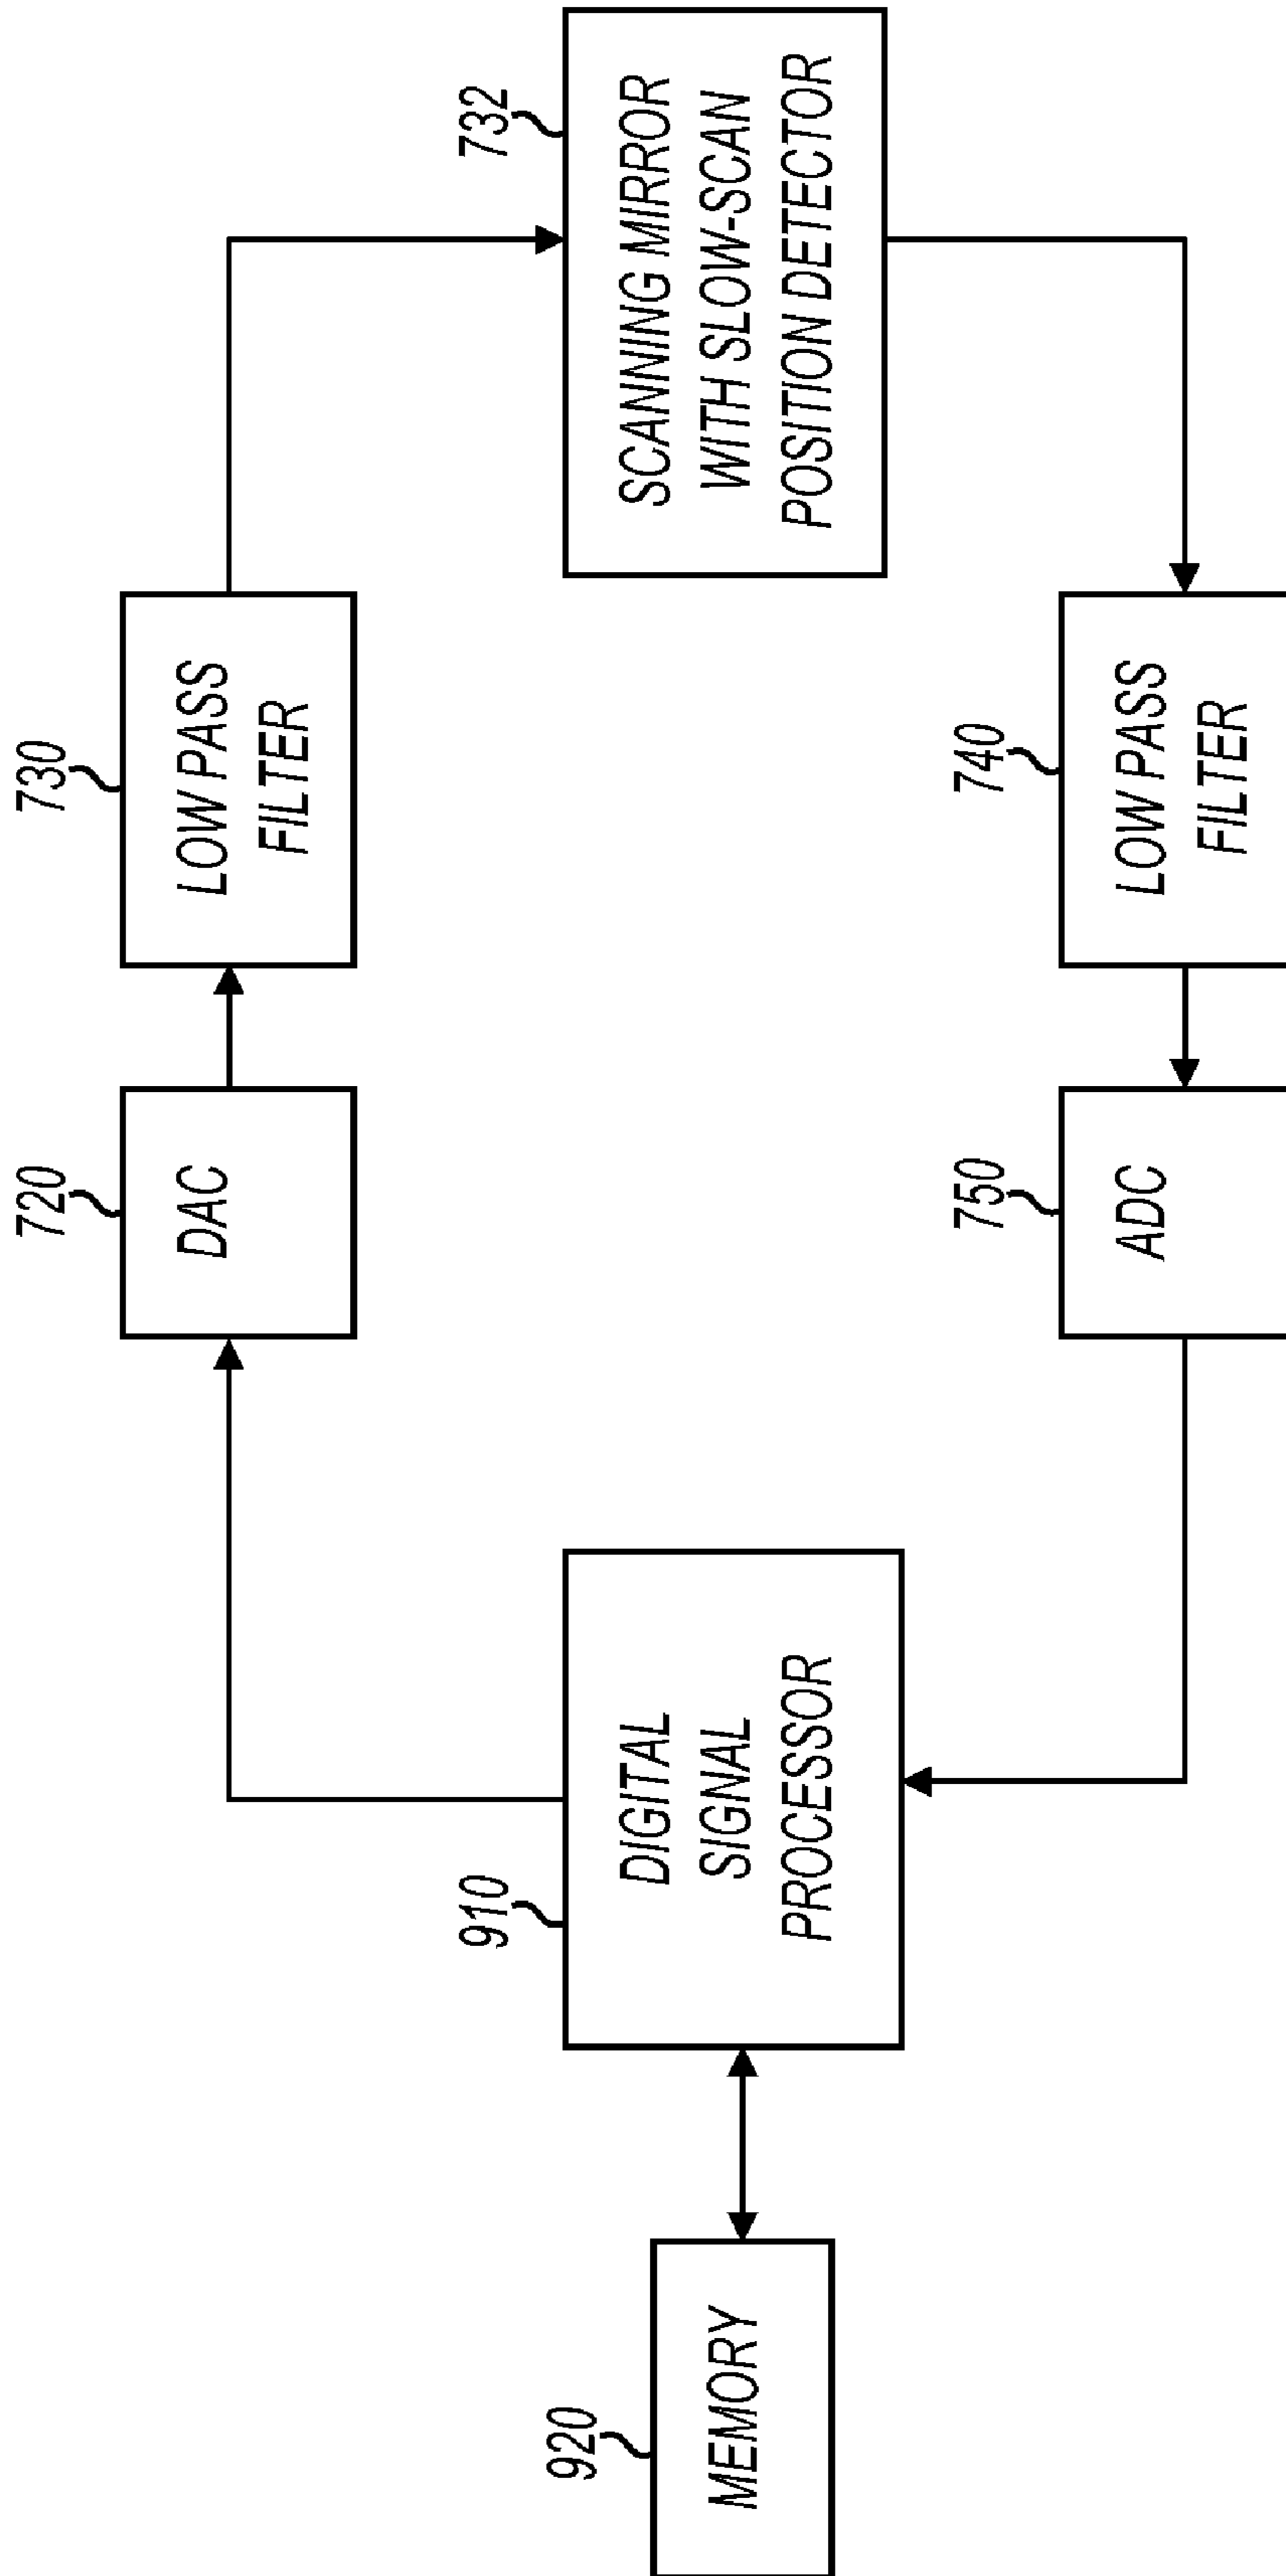 720
DAC
730
LOW PASS
FILTER
920
MEMORY
910
DIGITAL
SIGNAL
PROCESSOR
732
SCANNING MIRROR
WITH SLOW-SCAN
POSITION DETECTOR
750
ADC
740
LOW PASS
FILTER